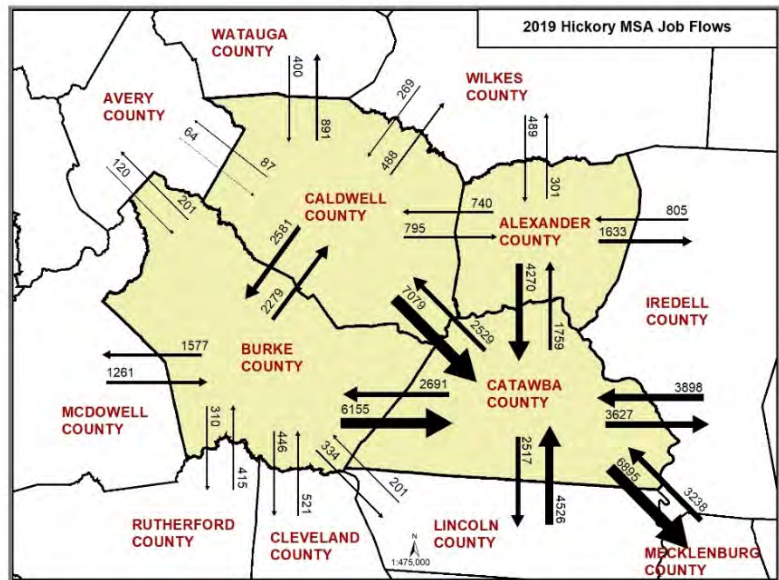 2019 Hickory MSA Job Flows
WATAUGA
COUNTY
WILKES
COUNTY
AVERY
COUNTY
400
891
269
488
489
301
64
87
120
201
CALDWELL
COUNTY
740
795
ALEXANDER
COUNTY
805
1633
2581
2279
7079
2529
4270
1759
IREDELL
COUNTY
1577
1261
BURKE
COUNTY
2691
6155
CATAWBA
COUNTY
3898
3627
MCDOWELL
COUNTY
310
415
446
521
334
201
2517
4526
6895
3238
RUTHERFORD
COUNTY
CLEVELAND
COUNTY
LINCOLN
COUNTY
N
1:475,000
MECKLENBURG
COUNTY